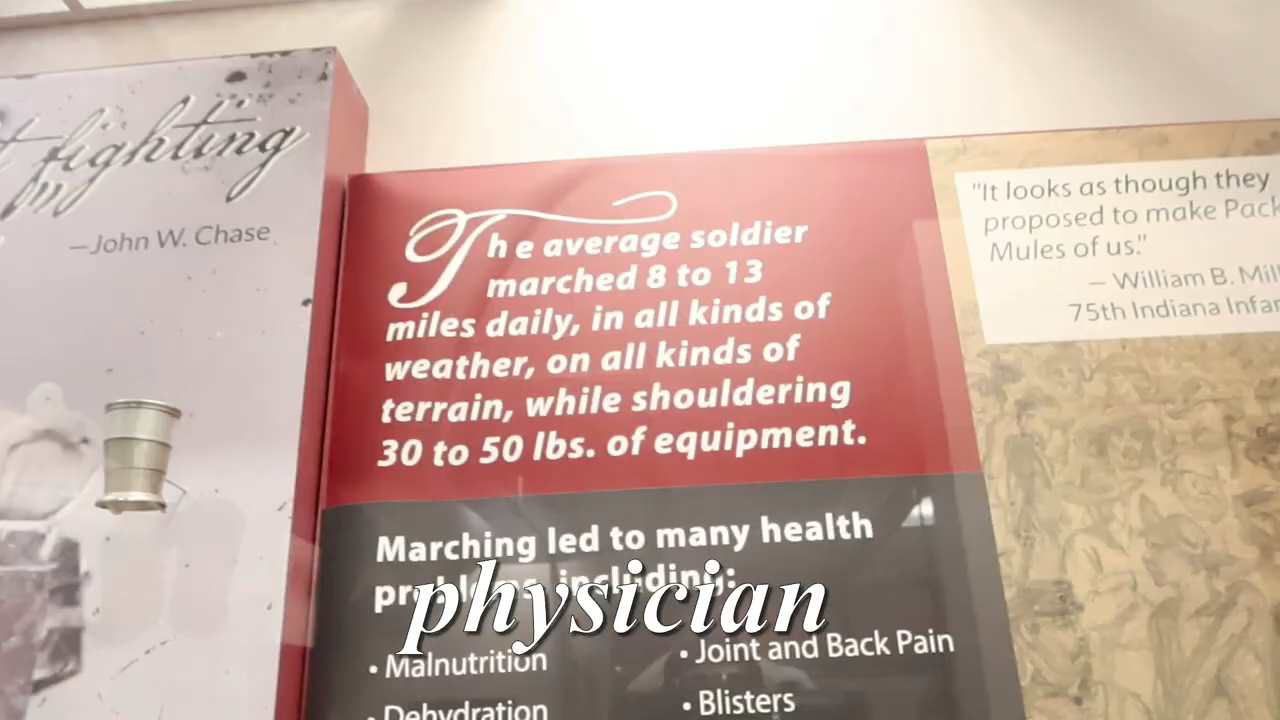 fighting
"
—John W. Chase
The average soldier
marched 8 to 13
miles daily, in all kinds of
weather, on all kinds of
terrain, while shouldering
30 to 50 lbs. of equipment.
Marching led to many health
problems, including:
physician
• Malnutrition
• Dehydration
• Joint and Back Pain
• Blisters
"It looks as though they
proposed to make Pack
Mules of us."
— William B.
75th Indiana